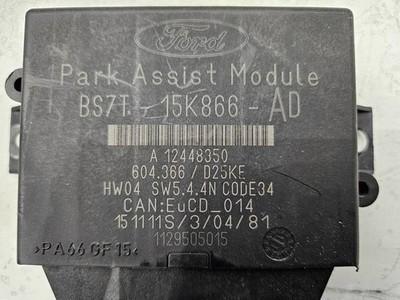 Ford
Park Assist Module
BS7T - 15K866 - AD
A 12448350
604.366 / D25KE
HW04 SW5.4.4N CODE34
CAN:EuCD_014
151111S/3/04/81
1129505015
>PA66 GF15<